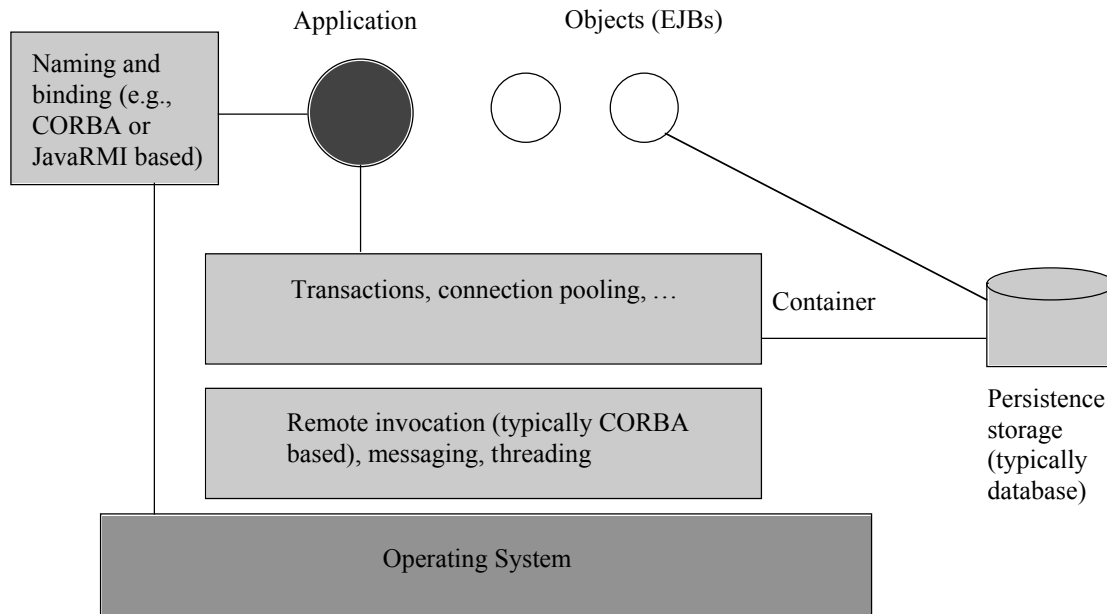 Application
Objects (EJBs)
Naming and
binding (e.g.,
CORBA or
JavaRMI based)
Transactions, connection pooling, …
Container
Remote invocation (typically CORBA
based), messaging, threading
Persistence
storage
(typically
database)
Operating System